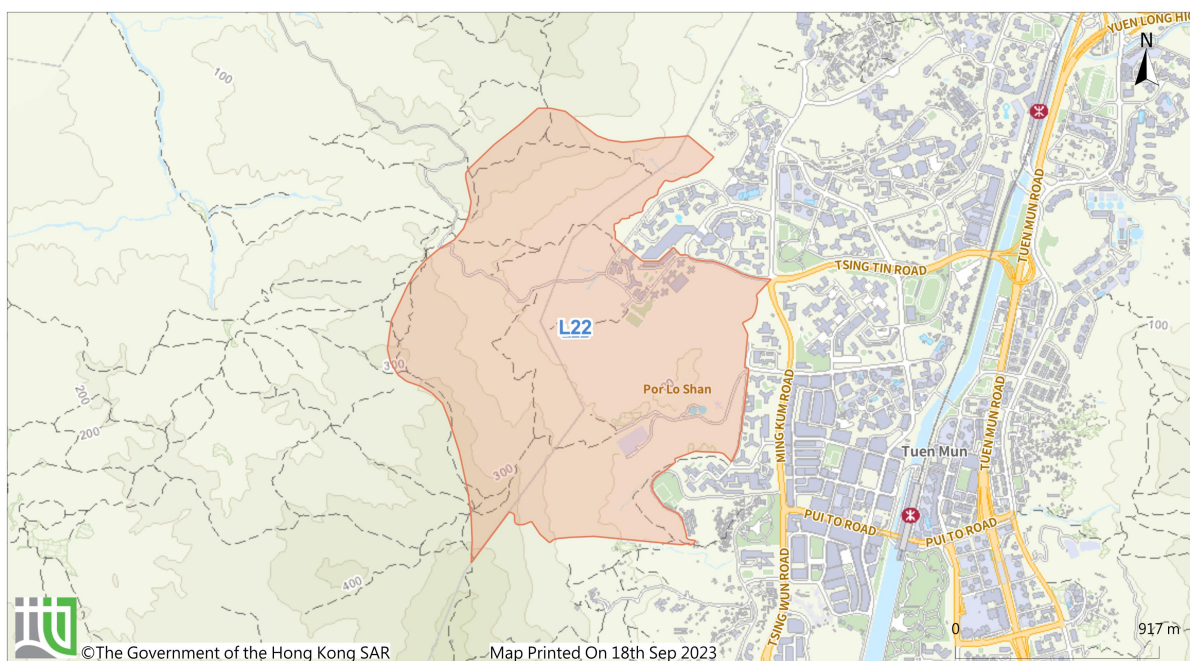 YUEN LONG HIG
N
100
TSING TIN ROAD
TUEN MUN ROAD
L22
100
300
Por Lo Shan
200
200
MING KUM ROAD
TUEN MUN ROAD
Tuen Mun
300
PUI TO ROAD
PUI TO ROAD
400
TSING WUN ROAD
0
917 m
©The Government of the Hong Kong SAR
Map Printed On 18th Sep 2023